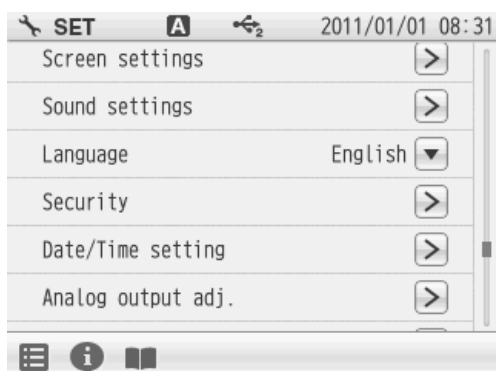 SET A 2 2011/01/01 08:31
Screen settings
Sound settings
Language English
Security
Date/Time setting
Analog output adj.